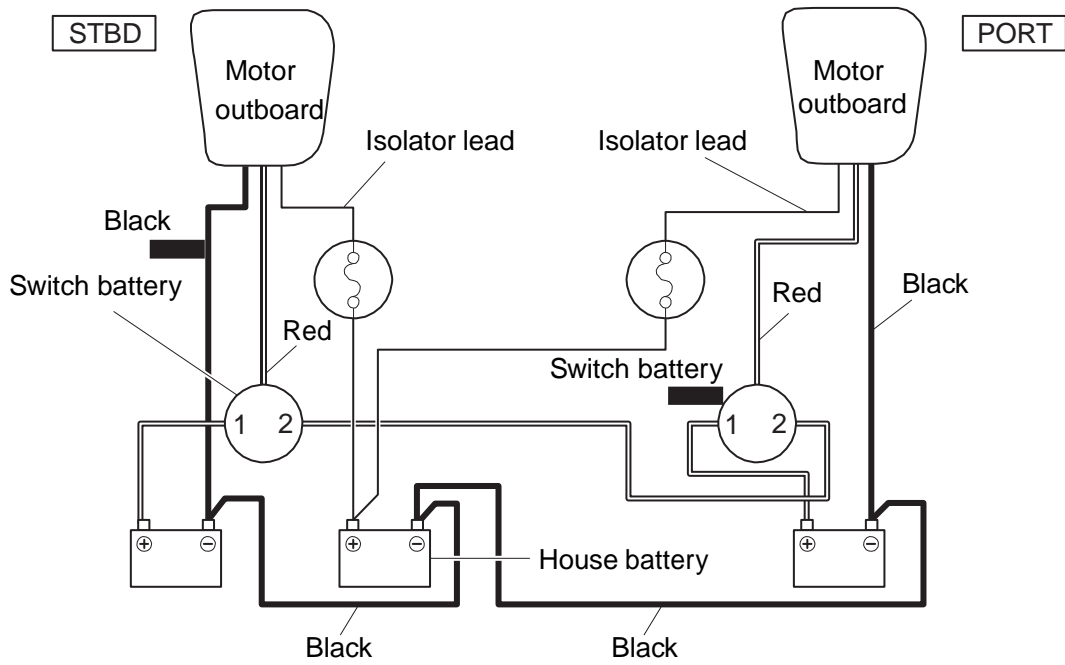 STBD
PORT
Motor
outboard
Motor
outboard
Isolator lead
Isolator lead
Black
Switch battery
Red
Red
Black
Switch battery
1 2
1 2
+ −
+ −
+ −
House battery
Black
Black